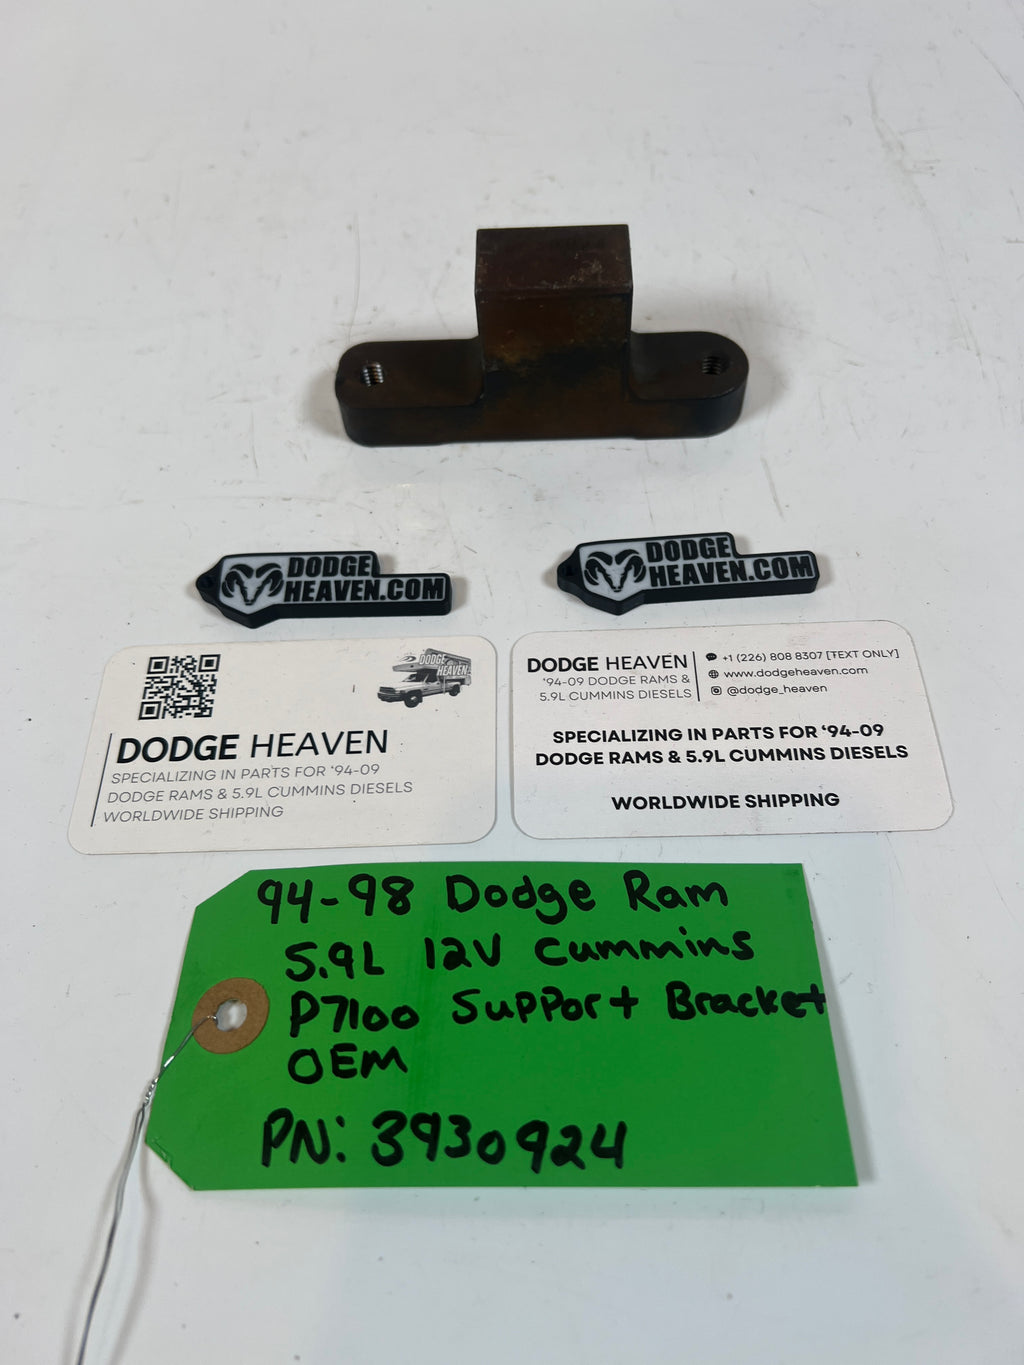 DODGE
HEAVEN.COM
DODGE
HEAVEN.COM
DODGE
HEAVEN
DODGE HEAVEN
SPECIALIZING IN PARTS FOR ‘94-09
DODGE RAMS & 5.9L CUMMINS DIESELS
WORLDWIDE SHIPPING
DODGE HEAVEN
‘94-09 DODGE RAMS &
5.9L CUMMINS DIESELS
+1 (226) 808 8307 [TEXT ONLY]
www.dodgeheaven.com
@dodge_heaven
SPECIALIZING IN PARTS FOR ‘94-09
DODGE RAMS & 5.9L CUMMINS DIESELS
WORLDWIDE SHIPPING
94-98 Dodge Ram
5.9L 12V Cummins
P7100 Support Bracket
OEM
PN: 3930924